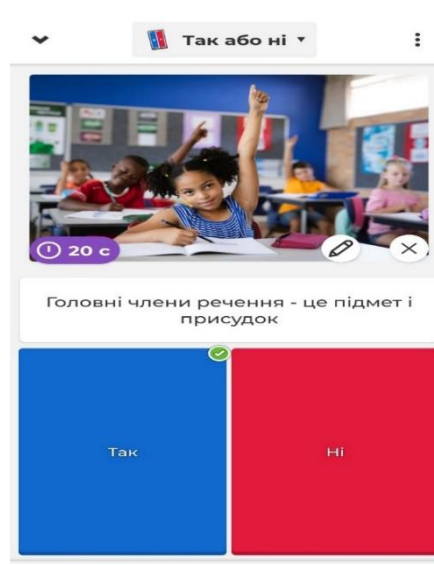 Так або ні
20 с
Головні члени речення - це підмет і
присудок
Так
Ні